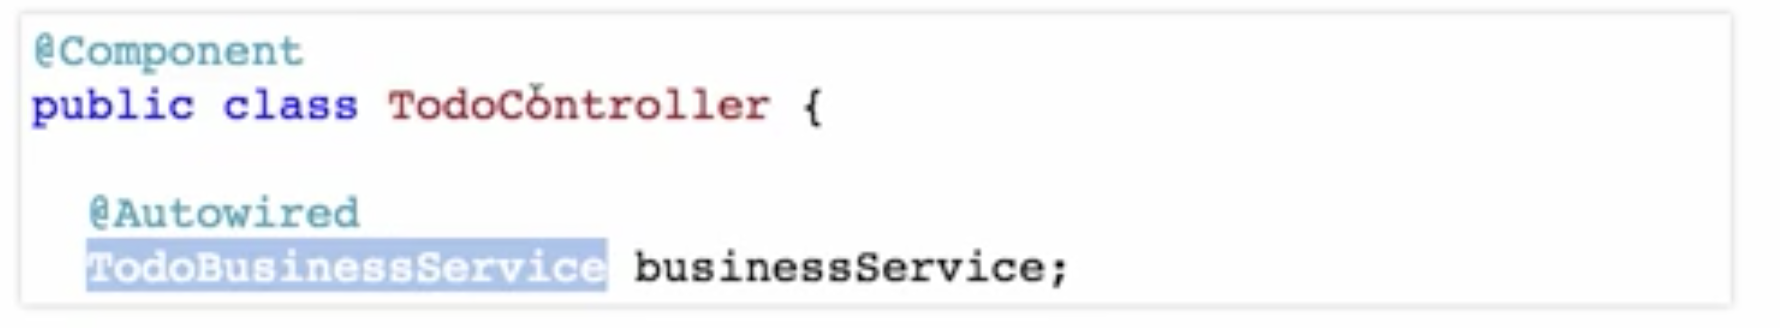 @Component
public class TodoController {
@Autowired
TodoBusinessService businessService;